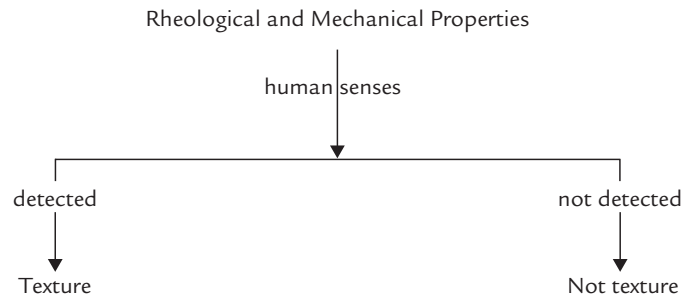 Rheological and Mechanical Properties
human senses
detected
not detected
Texture
Not texture